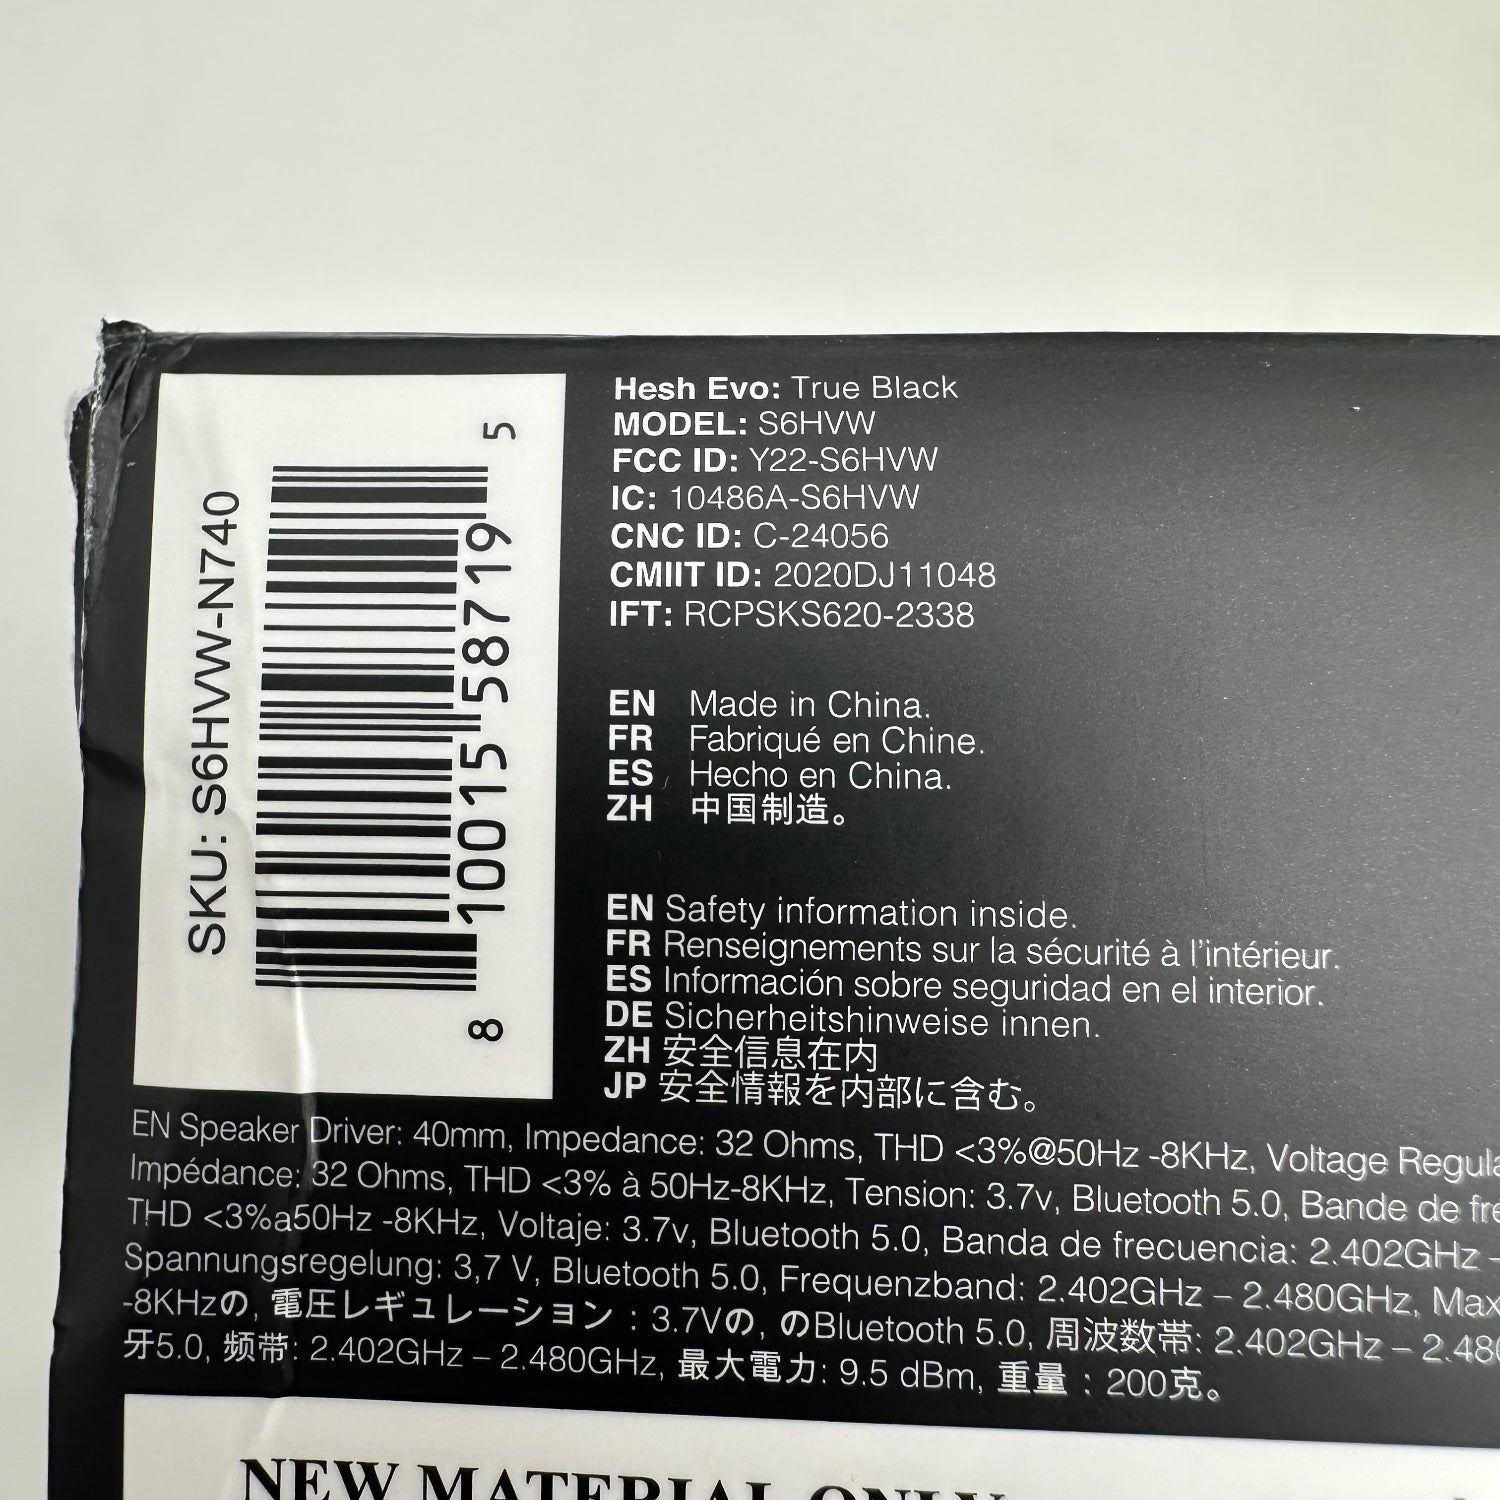 SKU: S6HVW-N740
8 10015 58719 5
Hesh Evo: True Black
MODEL: S6HVW
FCC ID: Y22-S6HVW
IC: 10486A-S6HVW
CNC ID: C-24056
CMIIT ID: 2020DJ11048
IFT: RCPSKS620-2338
EN Made in China.
FR Fabriqué en Chine.
ES Hecho en China.
ZH 中国制造。
EN Safety information inside.
FR Renseignements sur la sécurité à l'intérieur.
ES Información sobre seguridad en el interior.
DE Sicherheitshinweise innen.
ZH 安全信息在内
JP 安全情報を内部に含む。
EN Speaker Driver: 40mm, Impedance: 32 Ohms, THD <3%@50Hz -8KHz, Voltage
Impédance: 32 Ohms, THD <3% à 50Hz-8KHz, Tension: 3.7v, Bluetooth 5.0, Bande de
THD <3%a50Hz -8KHz, Voltaje: 3.7v, Bluetooth 5.0, Banda de frecuencia: 2.402GHz –
Spannungsregelung: 3,7 V, Bluetooth 5.0, Frequenzband: 2.402GHz – 2.480GHz, Max
-8KHzの, 電圧レギュレーション : 3.7Vの, のBluetooth 5.0, 周波数帯: 2.402GHz –
牙5.0, 频带: 2.402GHz – 2.480GHz, 最大電力: 9.5 dBm, 重量 : 200克。
NEW MATERIAL ONLY